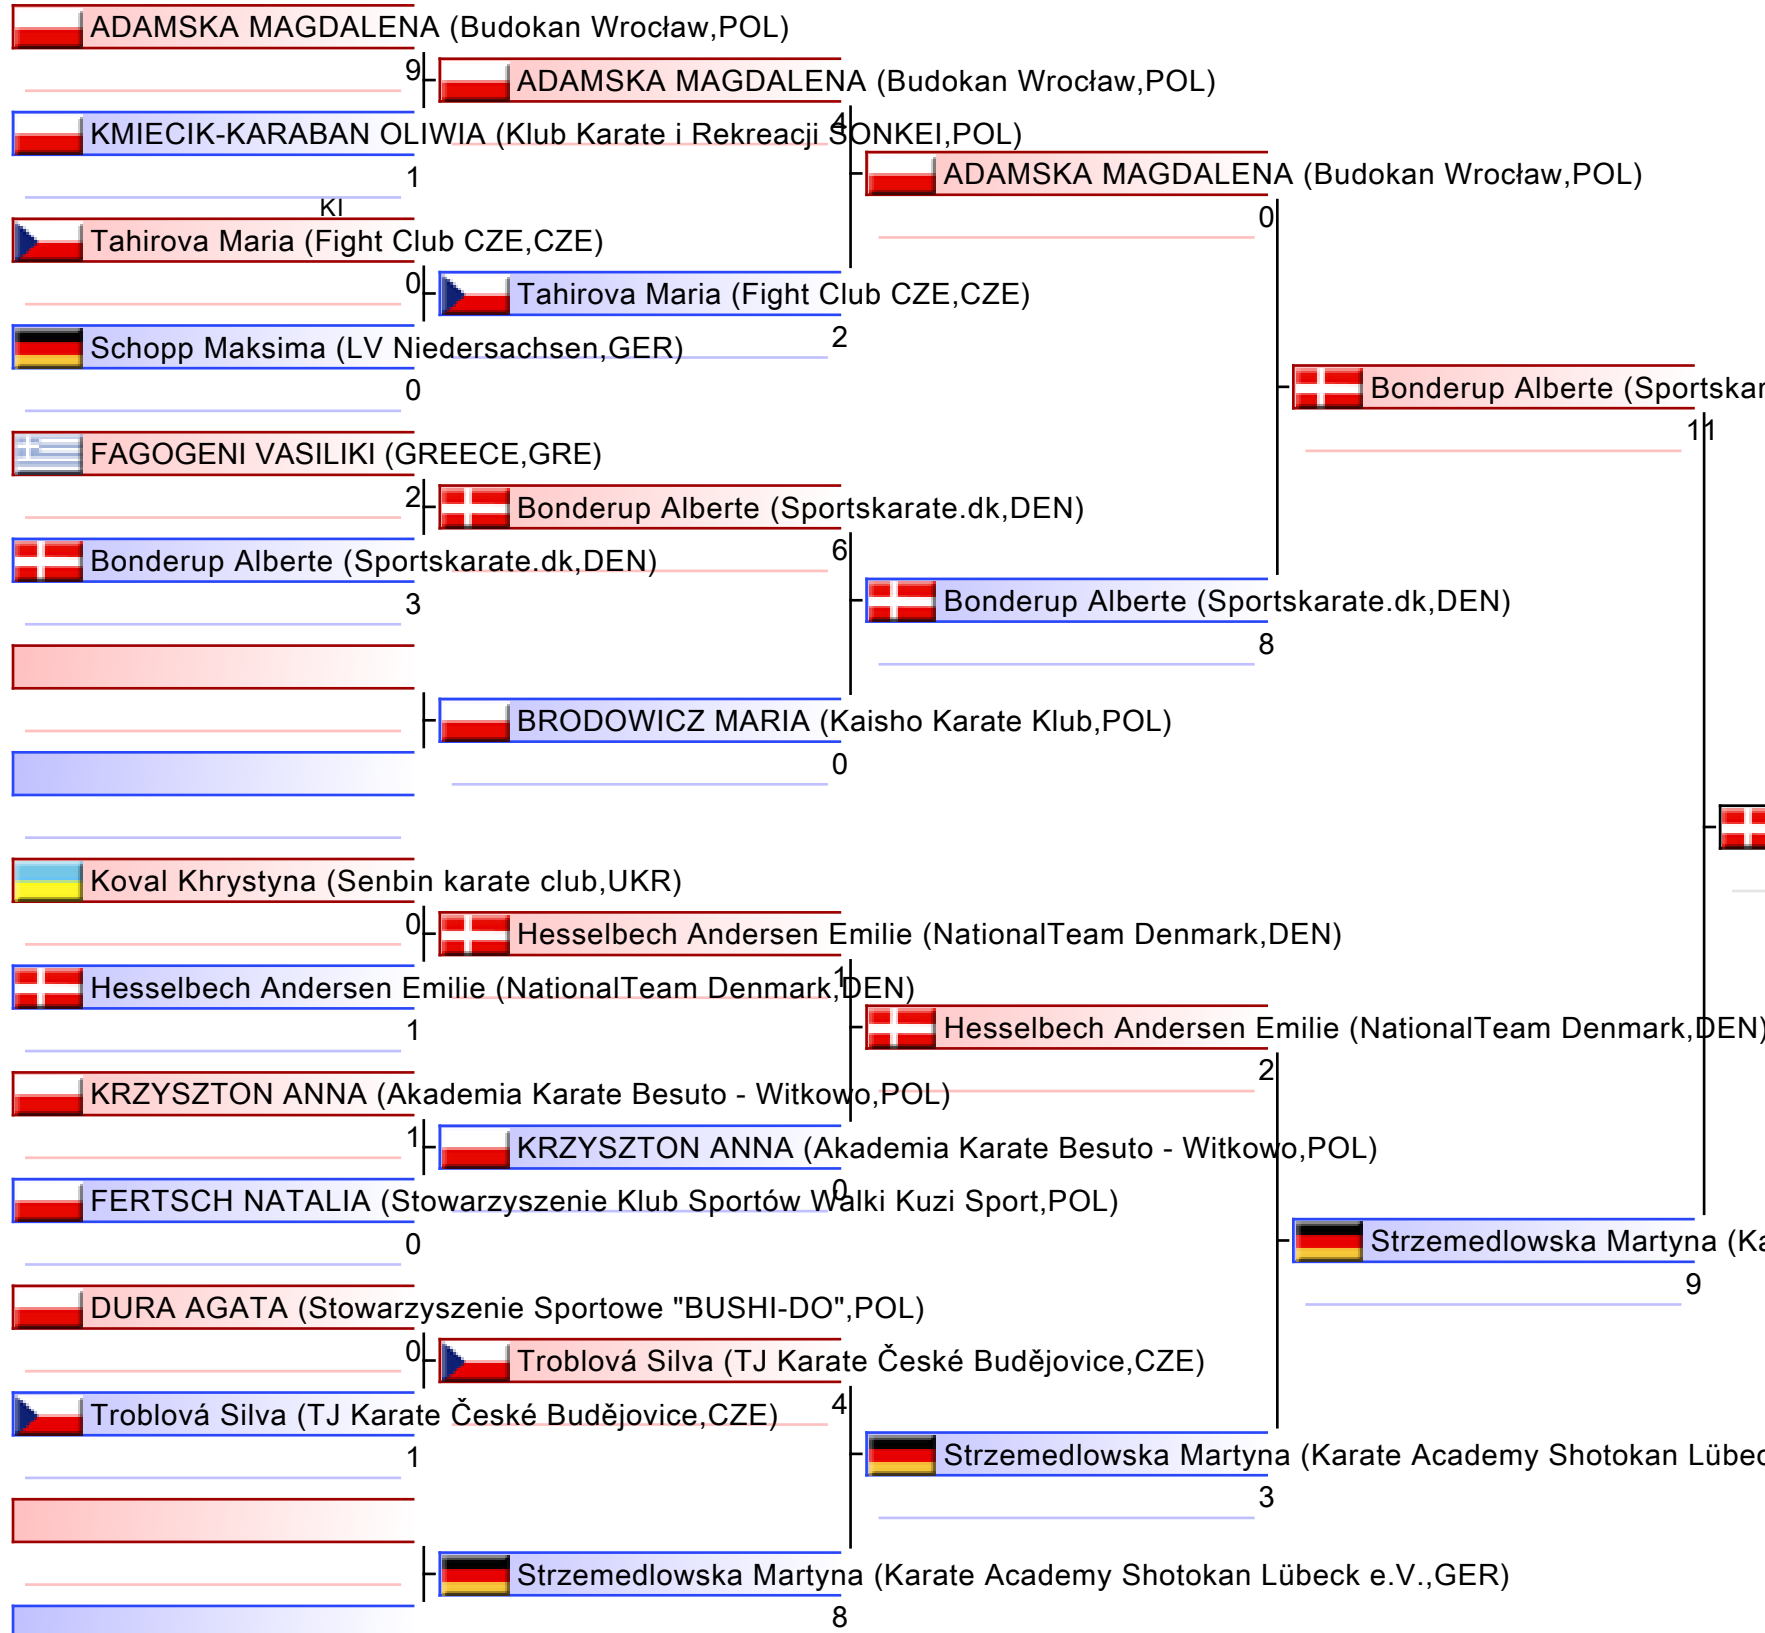 ADAMSKA MAGDALENA (Budokan Wrocław,POL)
9
ADAMSKA MAGDALENA (Budokan Wrocław,POL)
4
KMIECIK-KARABAN OLIWIA (Klub Karate i Rekreacji SONKEI,POL)
1
ADAMSKA MAGDALENA (Budokan Wrocław,POL)
0
KI
Tahirova Maria (Fight Club CZE,CZE)
0
Tahirova Maria (Fight Club CZE,CZE)
2
Schopp Maksima (LV Niedersachsen,GER)
0
Bonderup Alberte (Sportskar
11
FAGOGENI VASILIKI (GREECE,GRE)
2
Bonderup Alberte (Sportskarate.dk,DEN)
6
Bonderup Alberte (Sportskarate.dk,DEN)
3
Bonderup Alberte (Sportskarate.dk,DEN)
8
BRODOWICZ MARIA (Kaisho Karate Klub,POL)
0
Koval Khrystyna (Senbin karate club,UKR)
0
Hesselbech Andersen Emilie (NationalTeam Denmark,DEN)
1
Hesselbech Andersen Emilie (NationalTeam Denmark,DEN)
1
Hesselbech Andersen Emilie (NationalTeam Denmark,DEN)
2
KRZYSZTON ANNA (Akademia Karate Besuto - Witkowo,POL)
1
KRZYSZTON ANNA (Akademia Karate Besuto - Witkowo,POL)
0
FERTSCH NATALIA (Stowarzyszenie Klub Sportów Walki Kuzi Sport,POL)
0
Strzemedlowska Martyna (Ka
9
DURA AGATA (Stowarzyszenie Sportowe "BUSHI-DO",POL)
0
Troblová Silva (TJ Karate České Budějovice,CZE)
4
Troblová Silva (TJ Karate České Budějovice,CZE)
1
Strzemedlowska Martyna (Karate Academy Shotokan Lübec
3
Strzemedlowska Martyna (Karate Academy Shotokan Lübeck e.V.,GER)
8